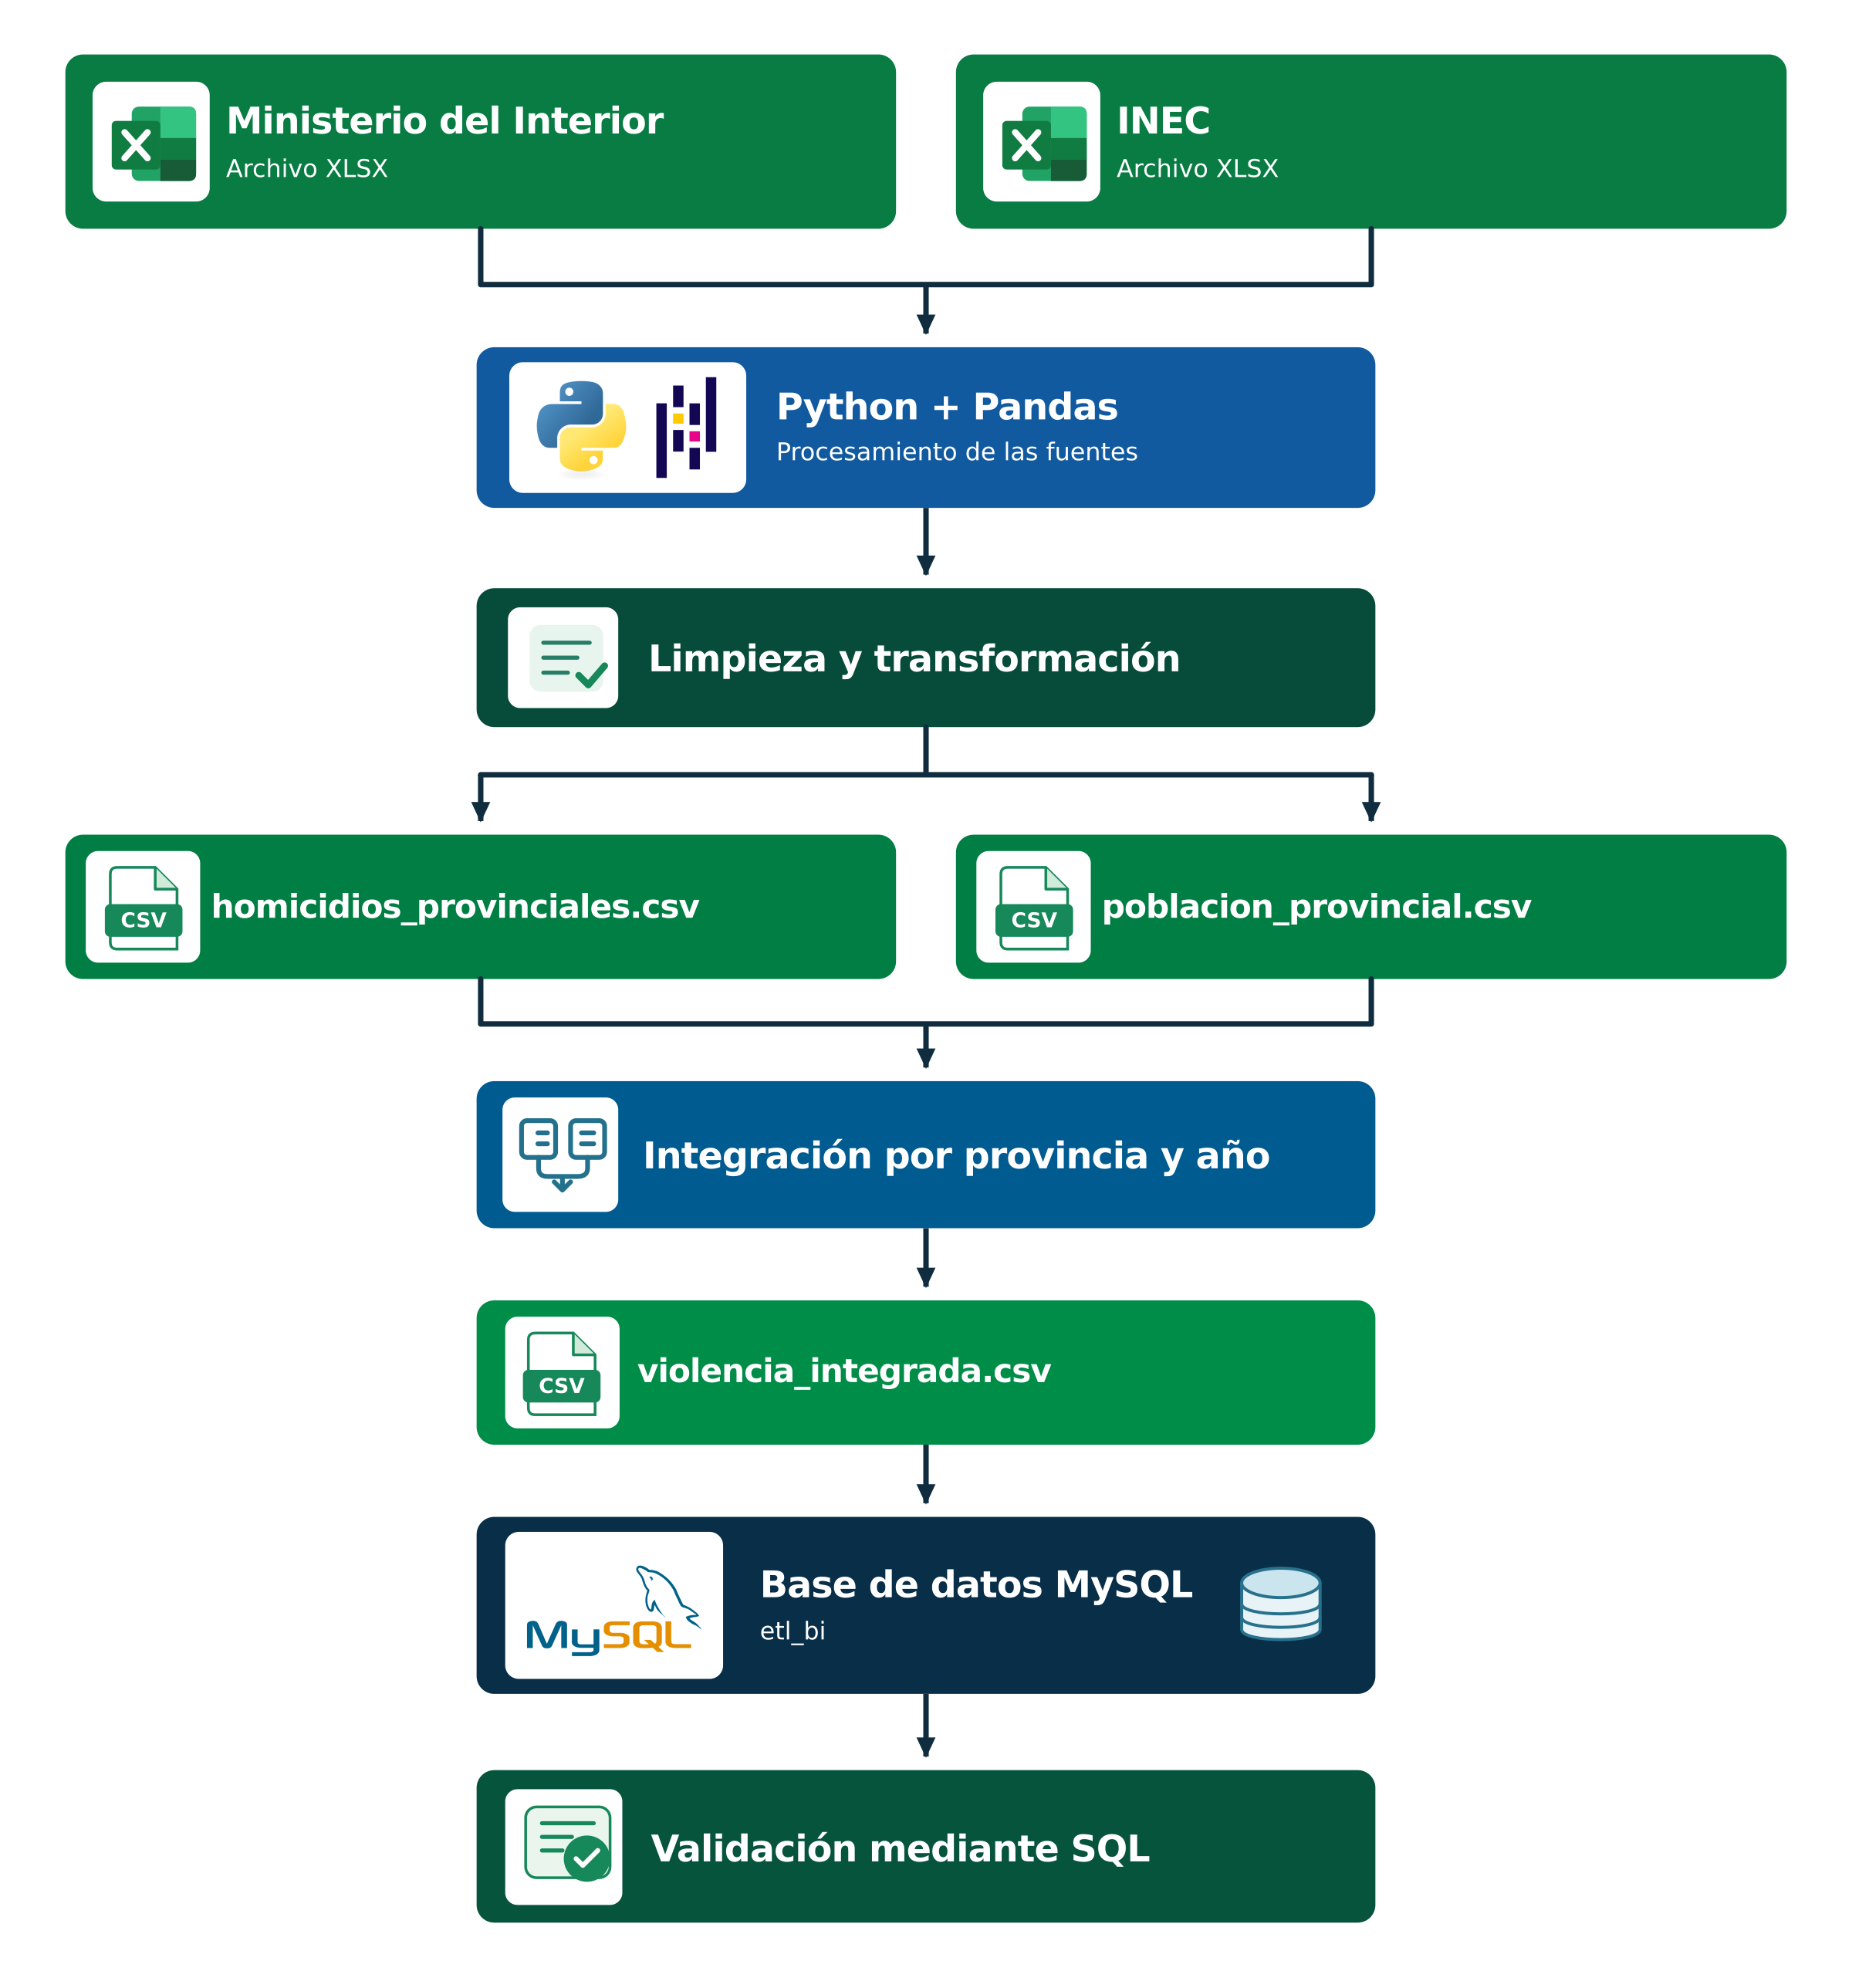 Ministerio del Interior
Archivo XLSX
INEC
Archivo XLSX
Python + Pandas
Procesamiento de las fuentes
Limpieza y transformación
CSV
homicidios_provinciales.csv
CSV
poblacion_provincial.csv
Integración por provincia y año
CSV
violencia_integrada.csv
MySQL
Base de datos MySQL
etl_bi
Validación mediante SQL